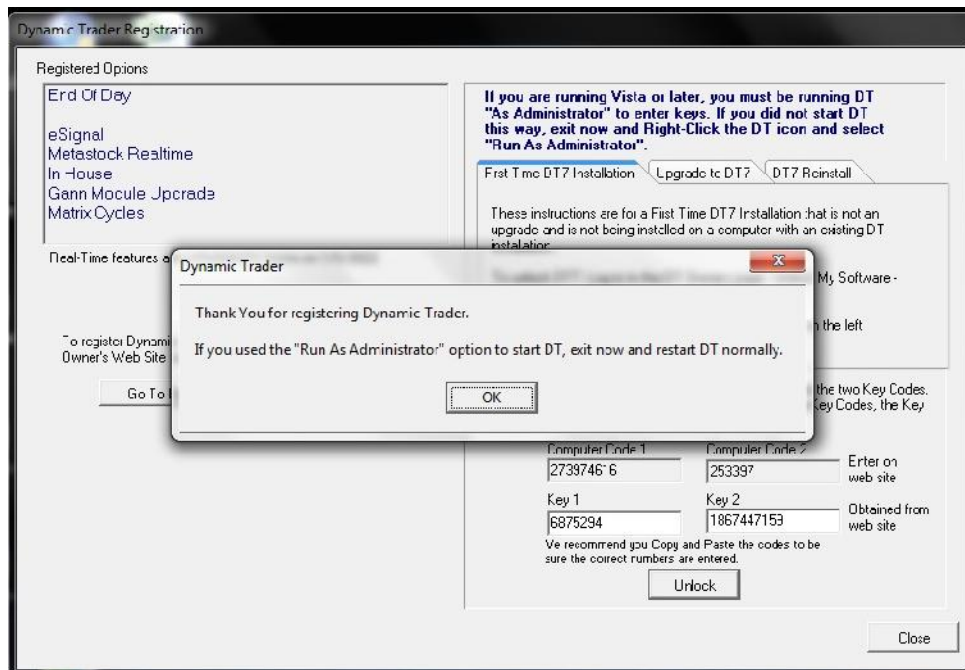 Dynamic Trader Registration
Registered Options
End Of Day
eSignal
Metastock Realtime
In House
Gann Module Upgrade
Matrix Cycles
Real-Time features
To register Dynami
Owner's Web Site
Go To
If you are running Vista or later, you must be running DT
"As Administrator" to enter keys. If you did not start DT
this way, exit now and Right-Click the DT icon and select
"Run As Administrator".
First Time DT7 Installation
Upgrade to DT7
DT7 Reinstall
These instructions are for a First Time DT7 Installation that is not an
upgrade and is not being installed on a computer with an existing DT
installation.
My Software -
the left
Dynamic Trader
Thank You for registering Dynamic Trader.
If you used the "Run As Administrator" option to start DT, exit now and restart DT normally.
OK
the two Key Codes.
Key Codes, the Key
Computer Code 1
Computer Code 2
273974616
253397
Enter on
web site
Key 1
Key 2
6875294
1867447153
Obtained from
web site
We recommend you Copy and Paste the codes to be
sure the correct numbers are entered.
Unlock
Close